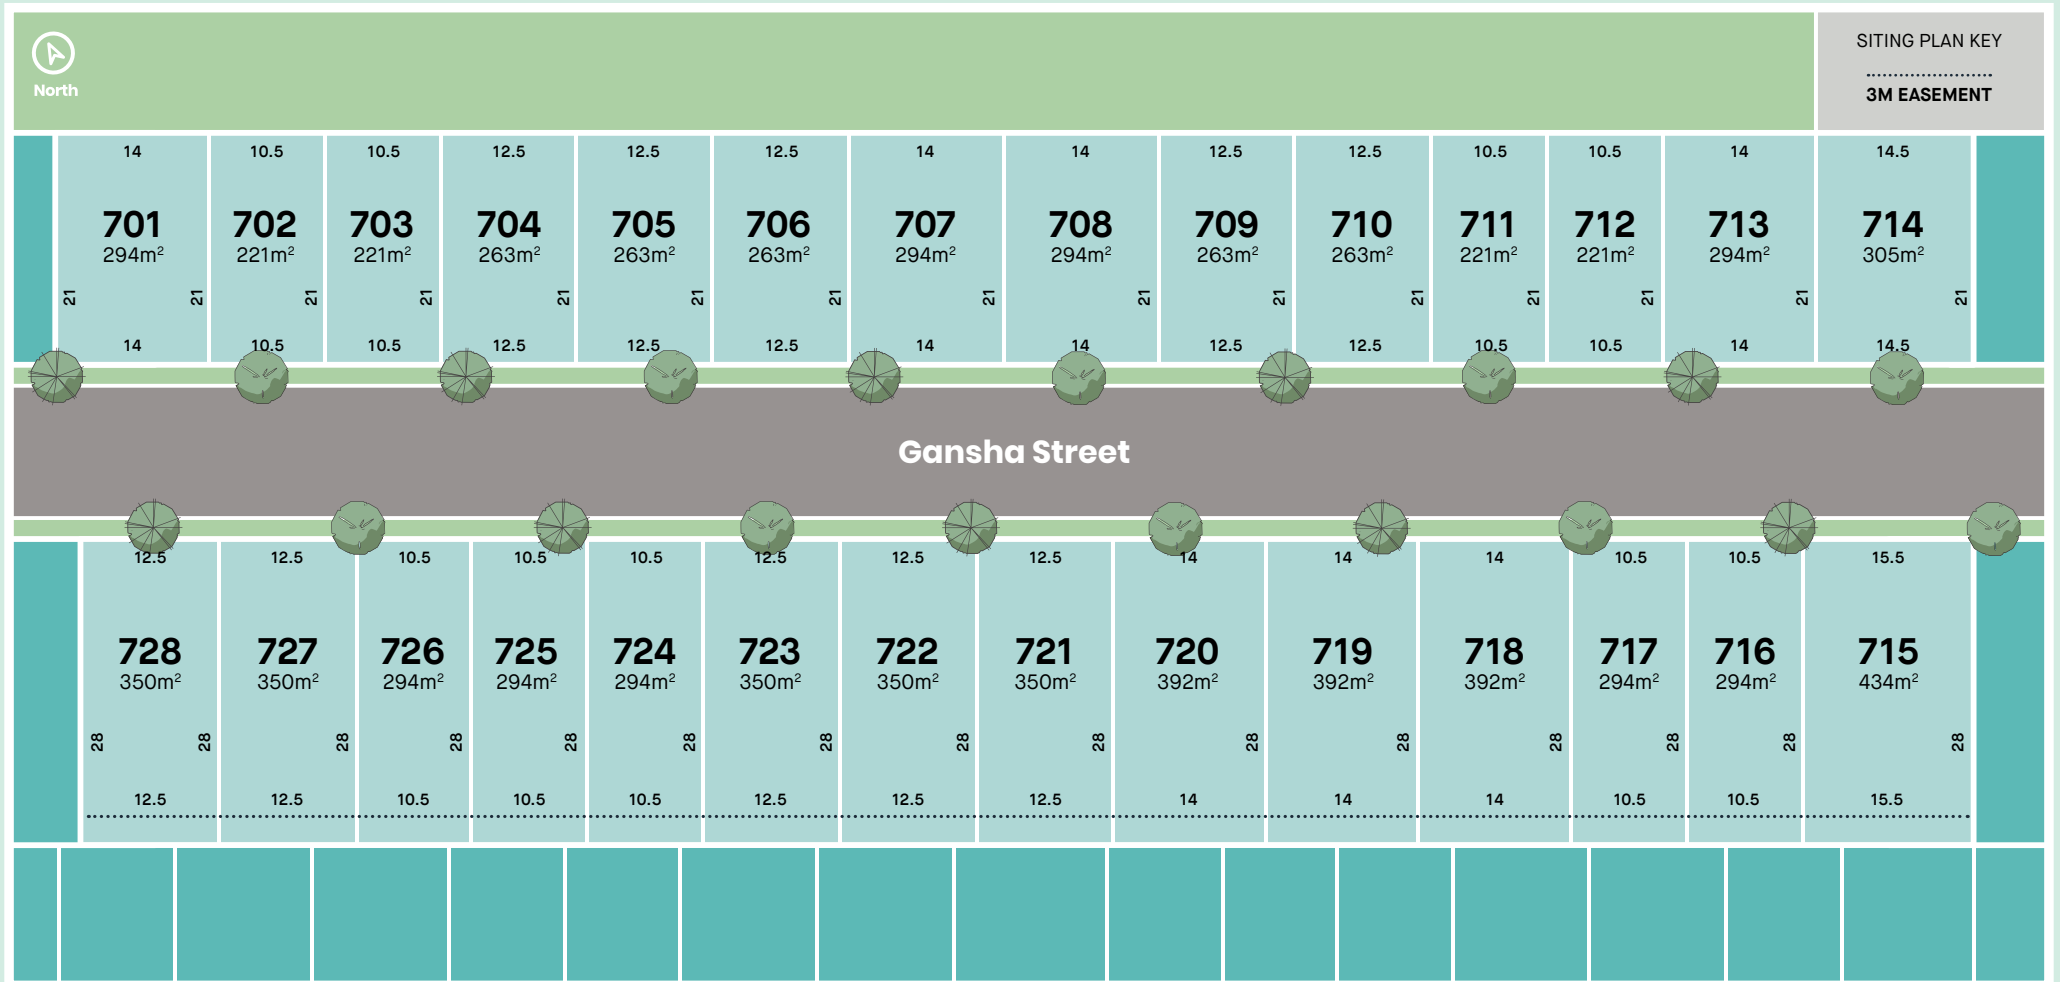 North
SITING PLAN KEY
3M EASEMENT
14 10.5 10.5 12.5 12.5 12.5 14 14 12.5 12.5 10.5 10.5 14 14.5
701 702 703 704 705 706 707 708 709 710 711 712 713 714
294m² 221m² 221m² 263m² 263m² 263m² 294m² 294m² 263m² 263m² 221m² 221m² 294m² 305m²
21 21 21 21 21 21 21 21 21 21 21 21 21 21 21
14 10.5 10.5 12.5 12.5 12.5 14 14 12.5 12.5 10.5 10.5 14 14.5
Gansha Street
12.5 12.5 10.5 10.5 10.5 12.5 12.5 12.5 14 14 14 10.5 10.5 15.5
728 727 726 725 724 723 722 721 720 719 718 717 716 715
350m² 350m² 294m² 294m² 294m² 350m² 350m² 350m² 392m² 392m² 392m² 294m² 294m² 434m²
28 28 28 28 28 28 28 28 28 28 28 28 28 28 28
12.5 12.5 10.5 10.5 10.5 12.5 12.5 12.5 14 14 14 10.5 10.5 15.5